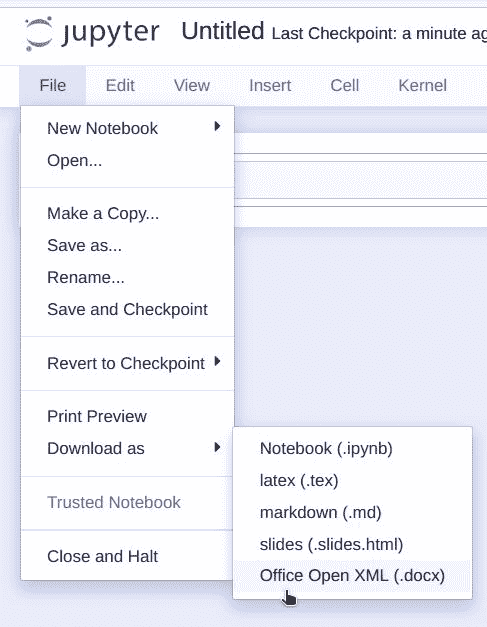 jupyter Untitled Last Checkpoint: a minute ag
File Edit View Insert Cell Kernel
New Notebook
Open...
Make a Copy...
Save as...
Rename...
Save and Checkpoint
Revert to Checkpoint
Print Preview
Download as
Trusted Notebook
Close and Halt
Notebook (.ipynb)
latex (.tex)
markdown (.md)
slides (.slides.html)
Office Open XML (.docx)